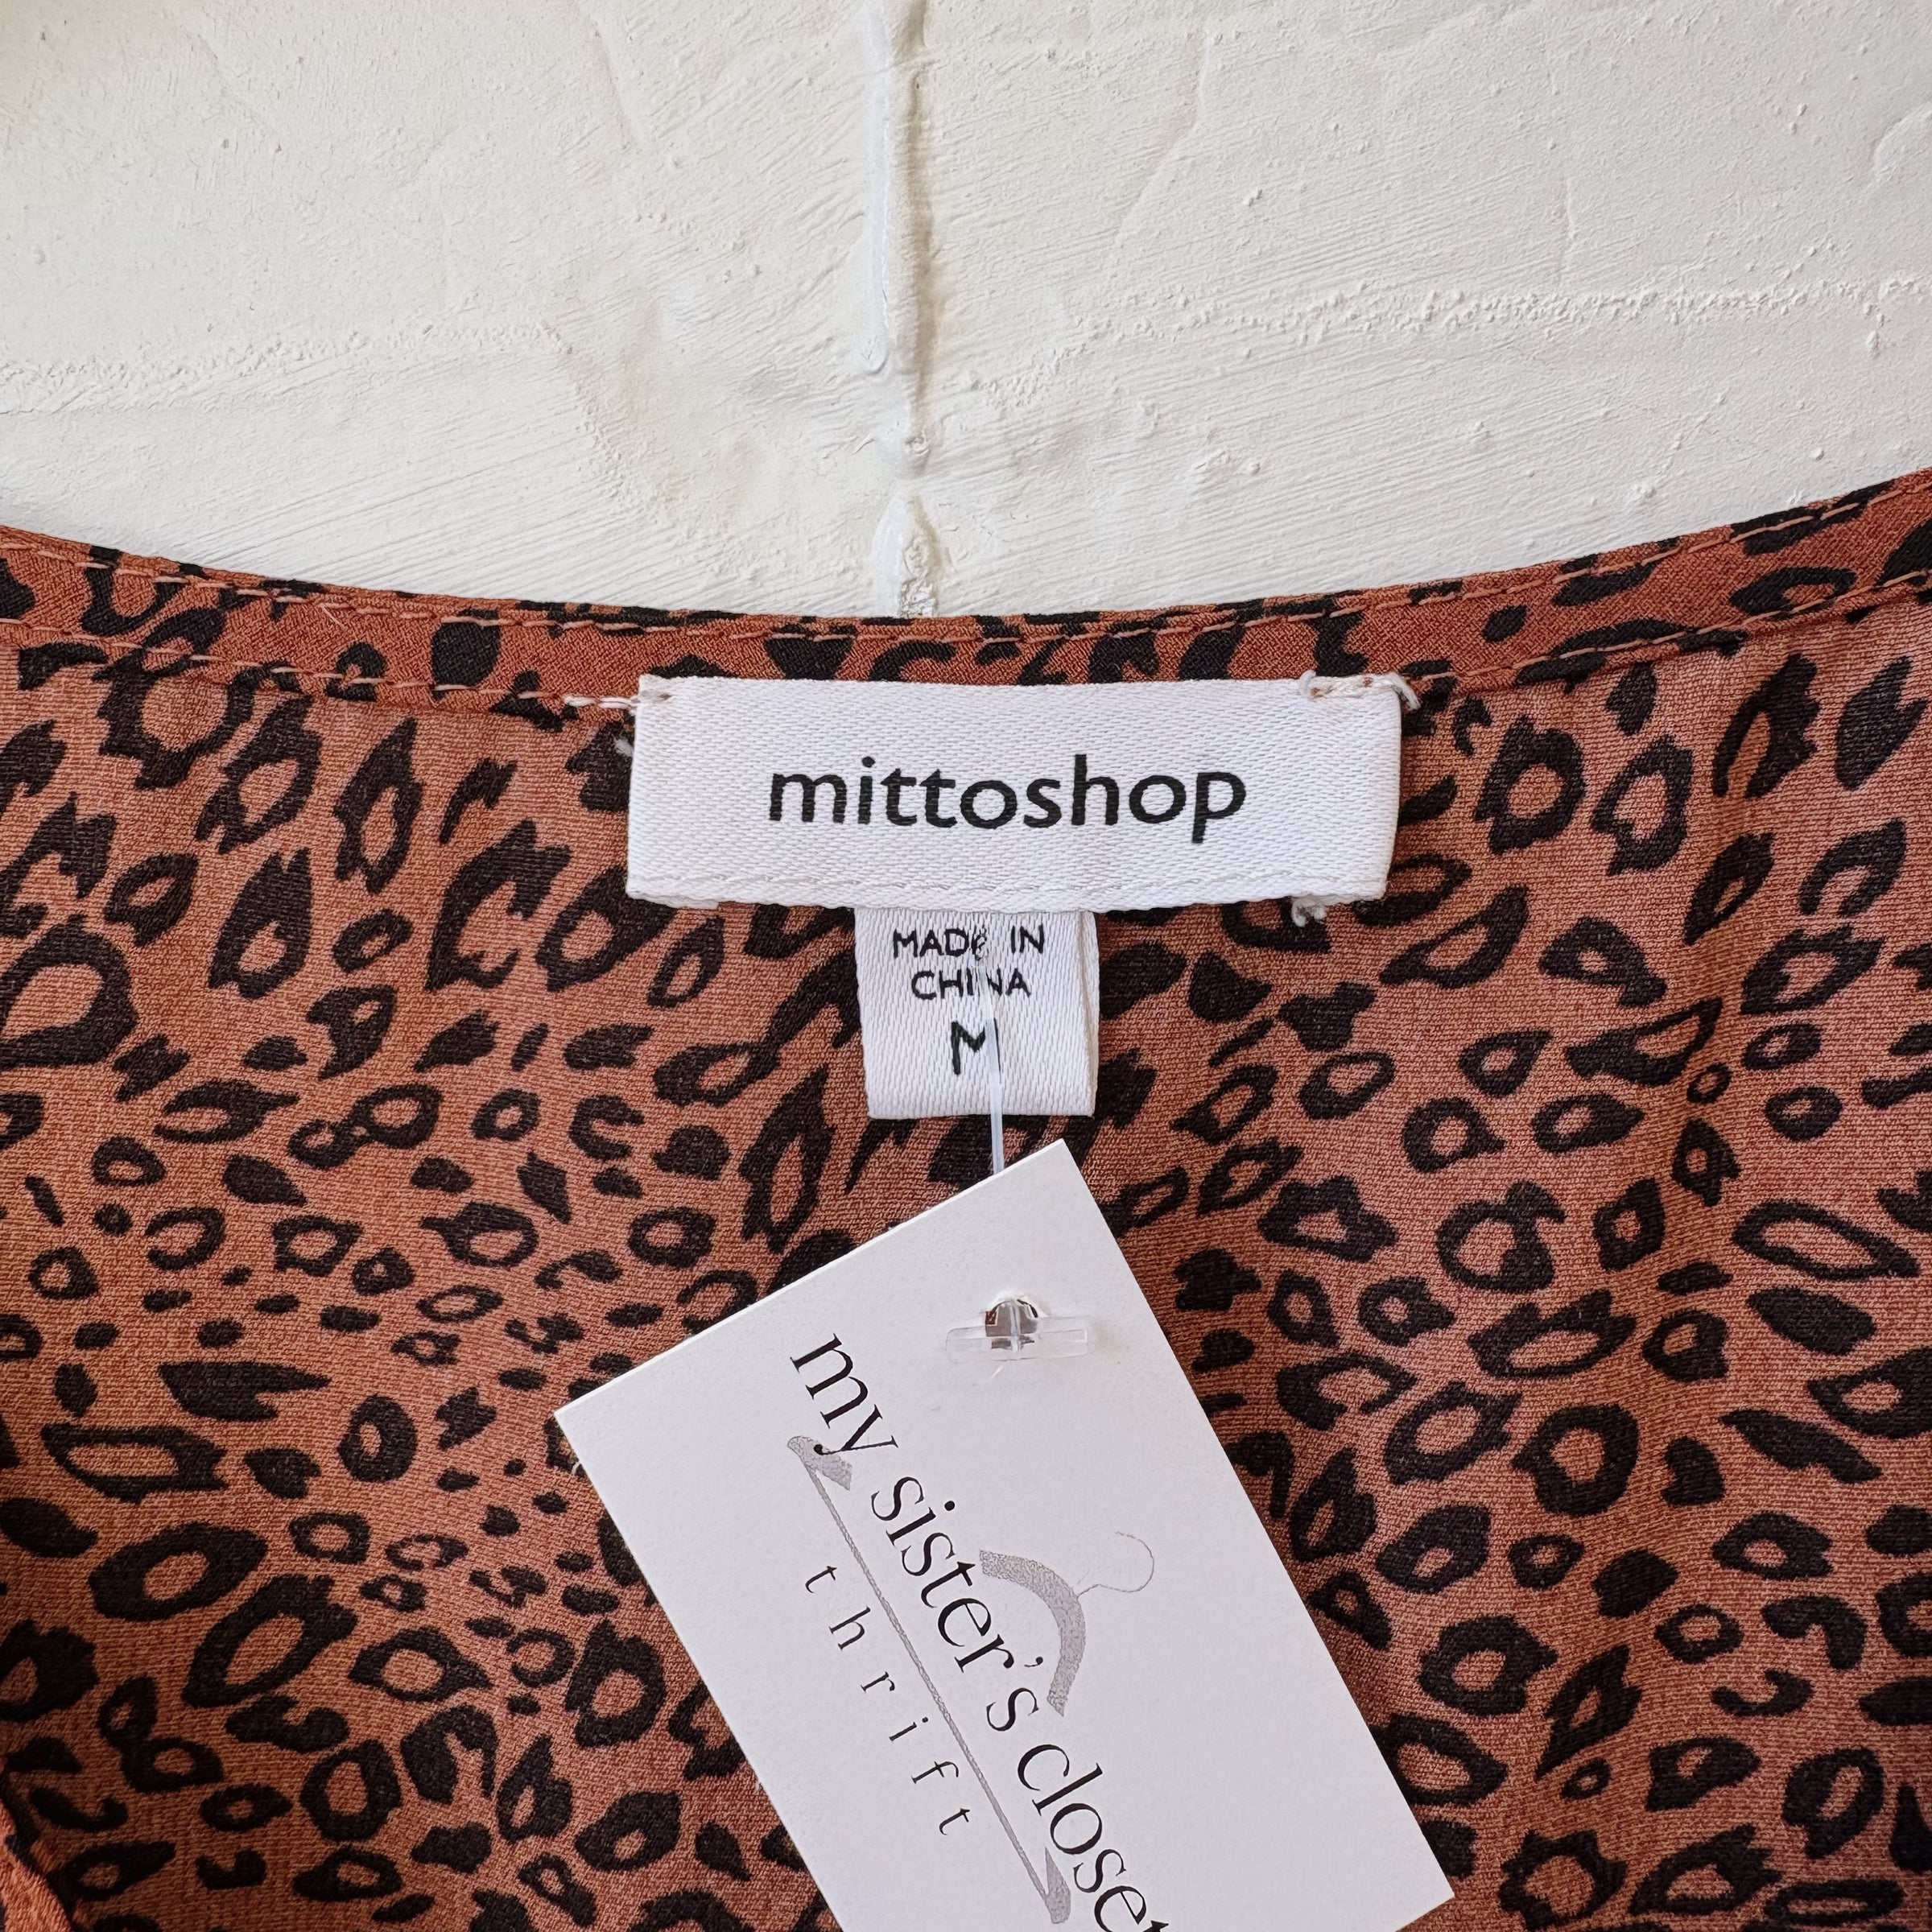 mittoshop
MADE IN
CHINA
M
my sister's closet
thrift